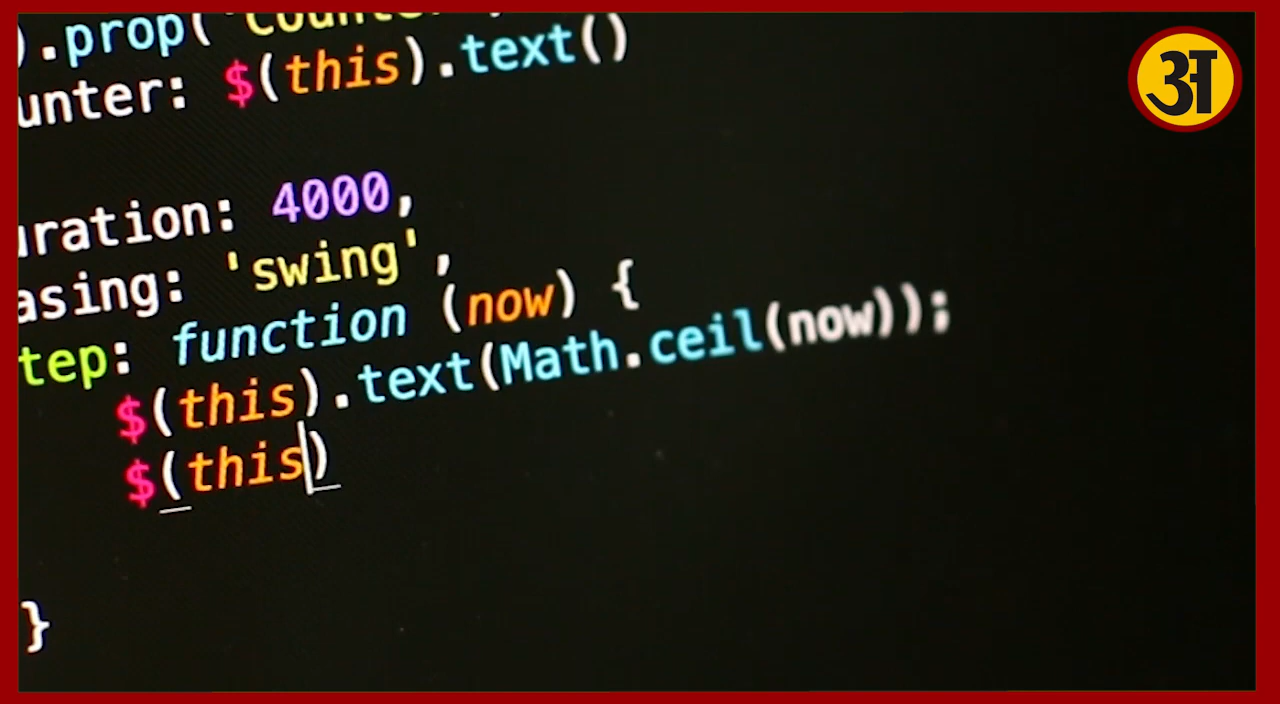 ).prop('Counter',
unter: $(this).text()
uration: 4000,
asing: 'swing',
tep: function (now) {
$(this).text(Math.ceil(now));
$(this)
}
अ